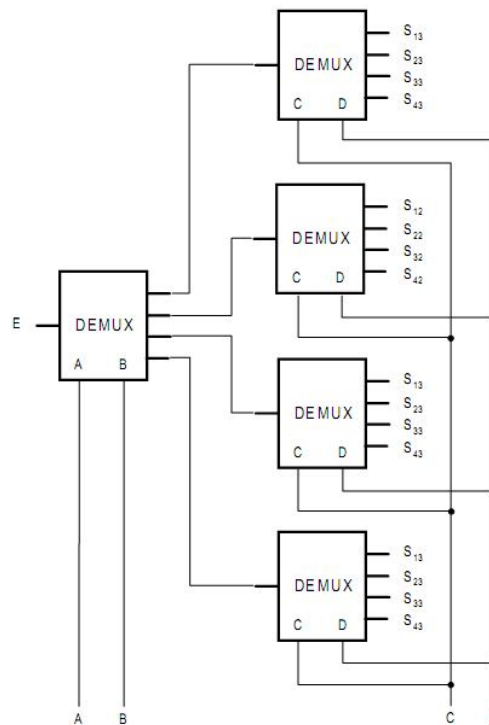 S13
S23
DEMUX
S33
C D
S43
S12
S22
DEMUX
S32
C D
S42
E
DEMUX
A B
S13
S23
DEMUX
S33
C D
S43
S13
S23
DEMUX
S33
C D
S43
A B C